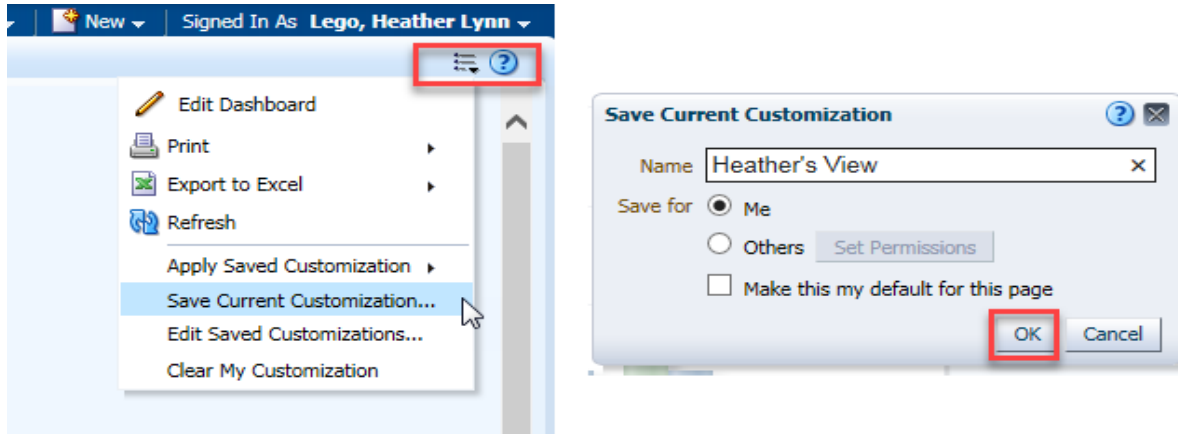 New Signed In As Lego, Heather Lynn
?
Edit Dashboard
Print
Export to Excel
Refresh
Apply Saved Customization
Save Current Customization...
Edit Saved Customizations...
Clear My Customization
Save Current Customization ?
Name Heather's View ×
Save for Me
Others Set Permissions
Make this my default for this page
OK Cancel